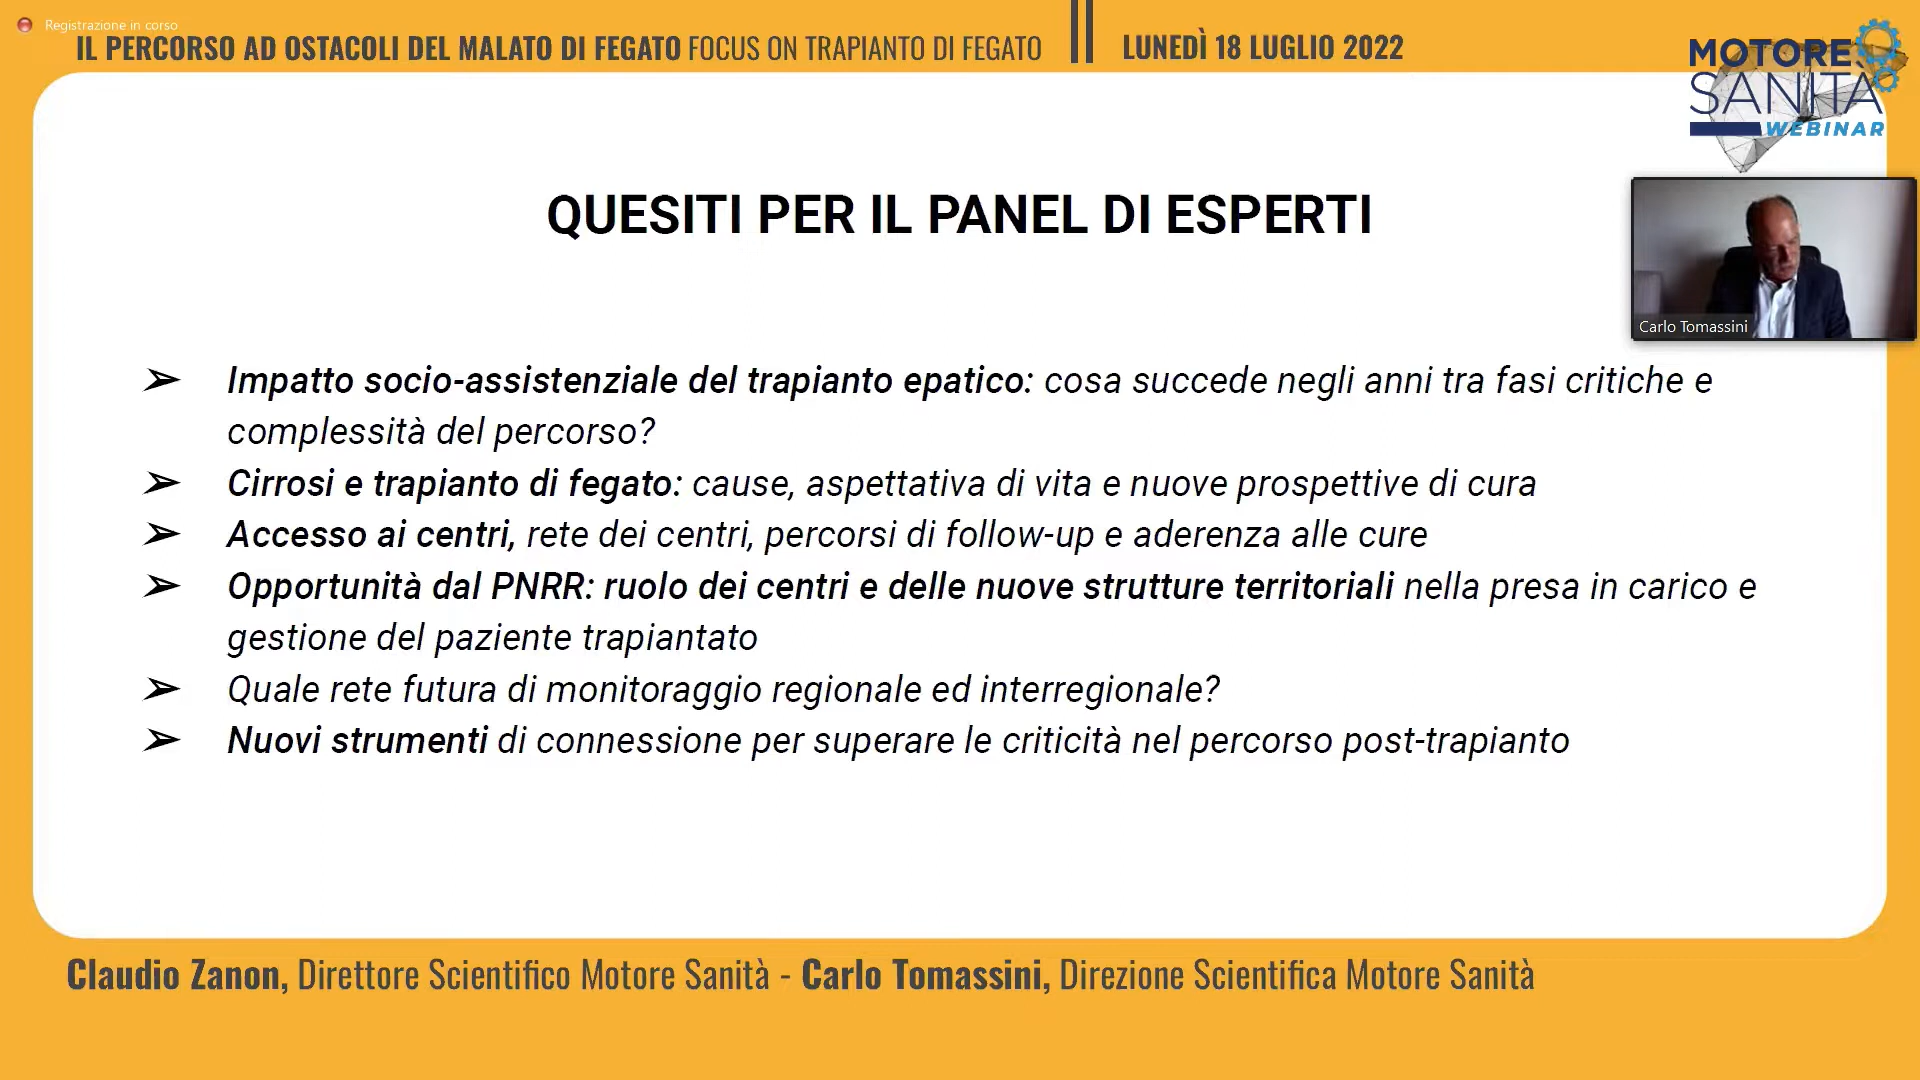 Registrazione in corso
IL PERCORSO AD OSTACOLI DEL MALATO DI FEGATO FOCUS ON TRAPIANTO DI FEGATO
LUNEDÌ 18 LUGLIO 2022
MOTORE
SANITÀ
WEBINAR
QUESITI PER IL PANEL DI ESPERTI
Carlo Tomassini
➢ Impatto socio-assistenziale del trapianto epatico: cosa succede negli anni tra fasi critiche e
complessità del percorso?
➢ Cirrosi e trapianto di fegato: cause, aspettativa di vita e nuove prospettive di cura
➢ Accesso ai centri, rete dei centri, percorsi di follow-up e aderenza alle cure
➢ Opportunità dal PNRR: ruolo dei centri e delle nuove strutture territoriali nella presa in carico e
gestione del paziente trapiantato
➢ Quale rete futura di monitoraggio regionale ed interregionale?
➢ Nuovi strumenti di connessione per superare le criticità nel percorso post-trapianto
Claudio Zanon, Direttore Scientifico Motore Sanità - Carlo Tomassini, Direzione Scientifica Motore Sanità